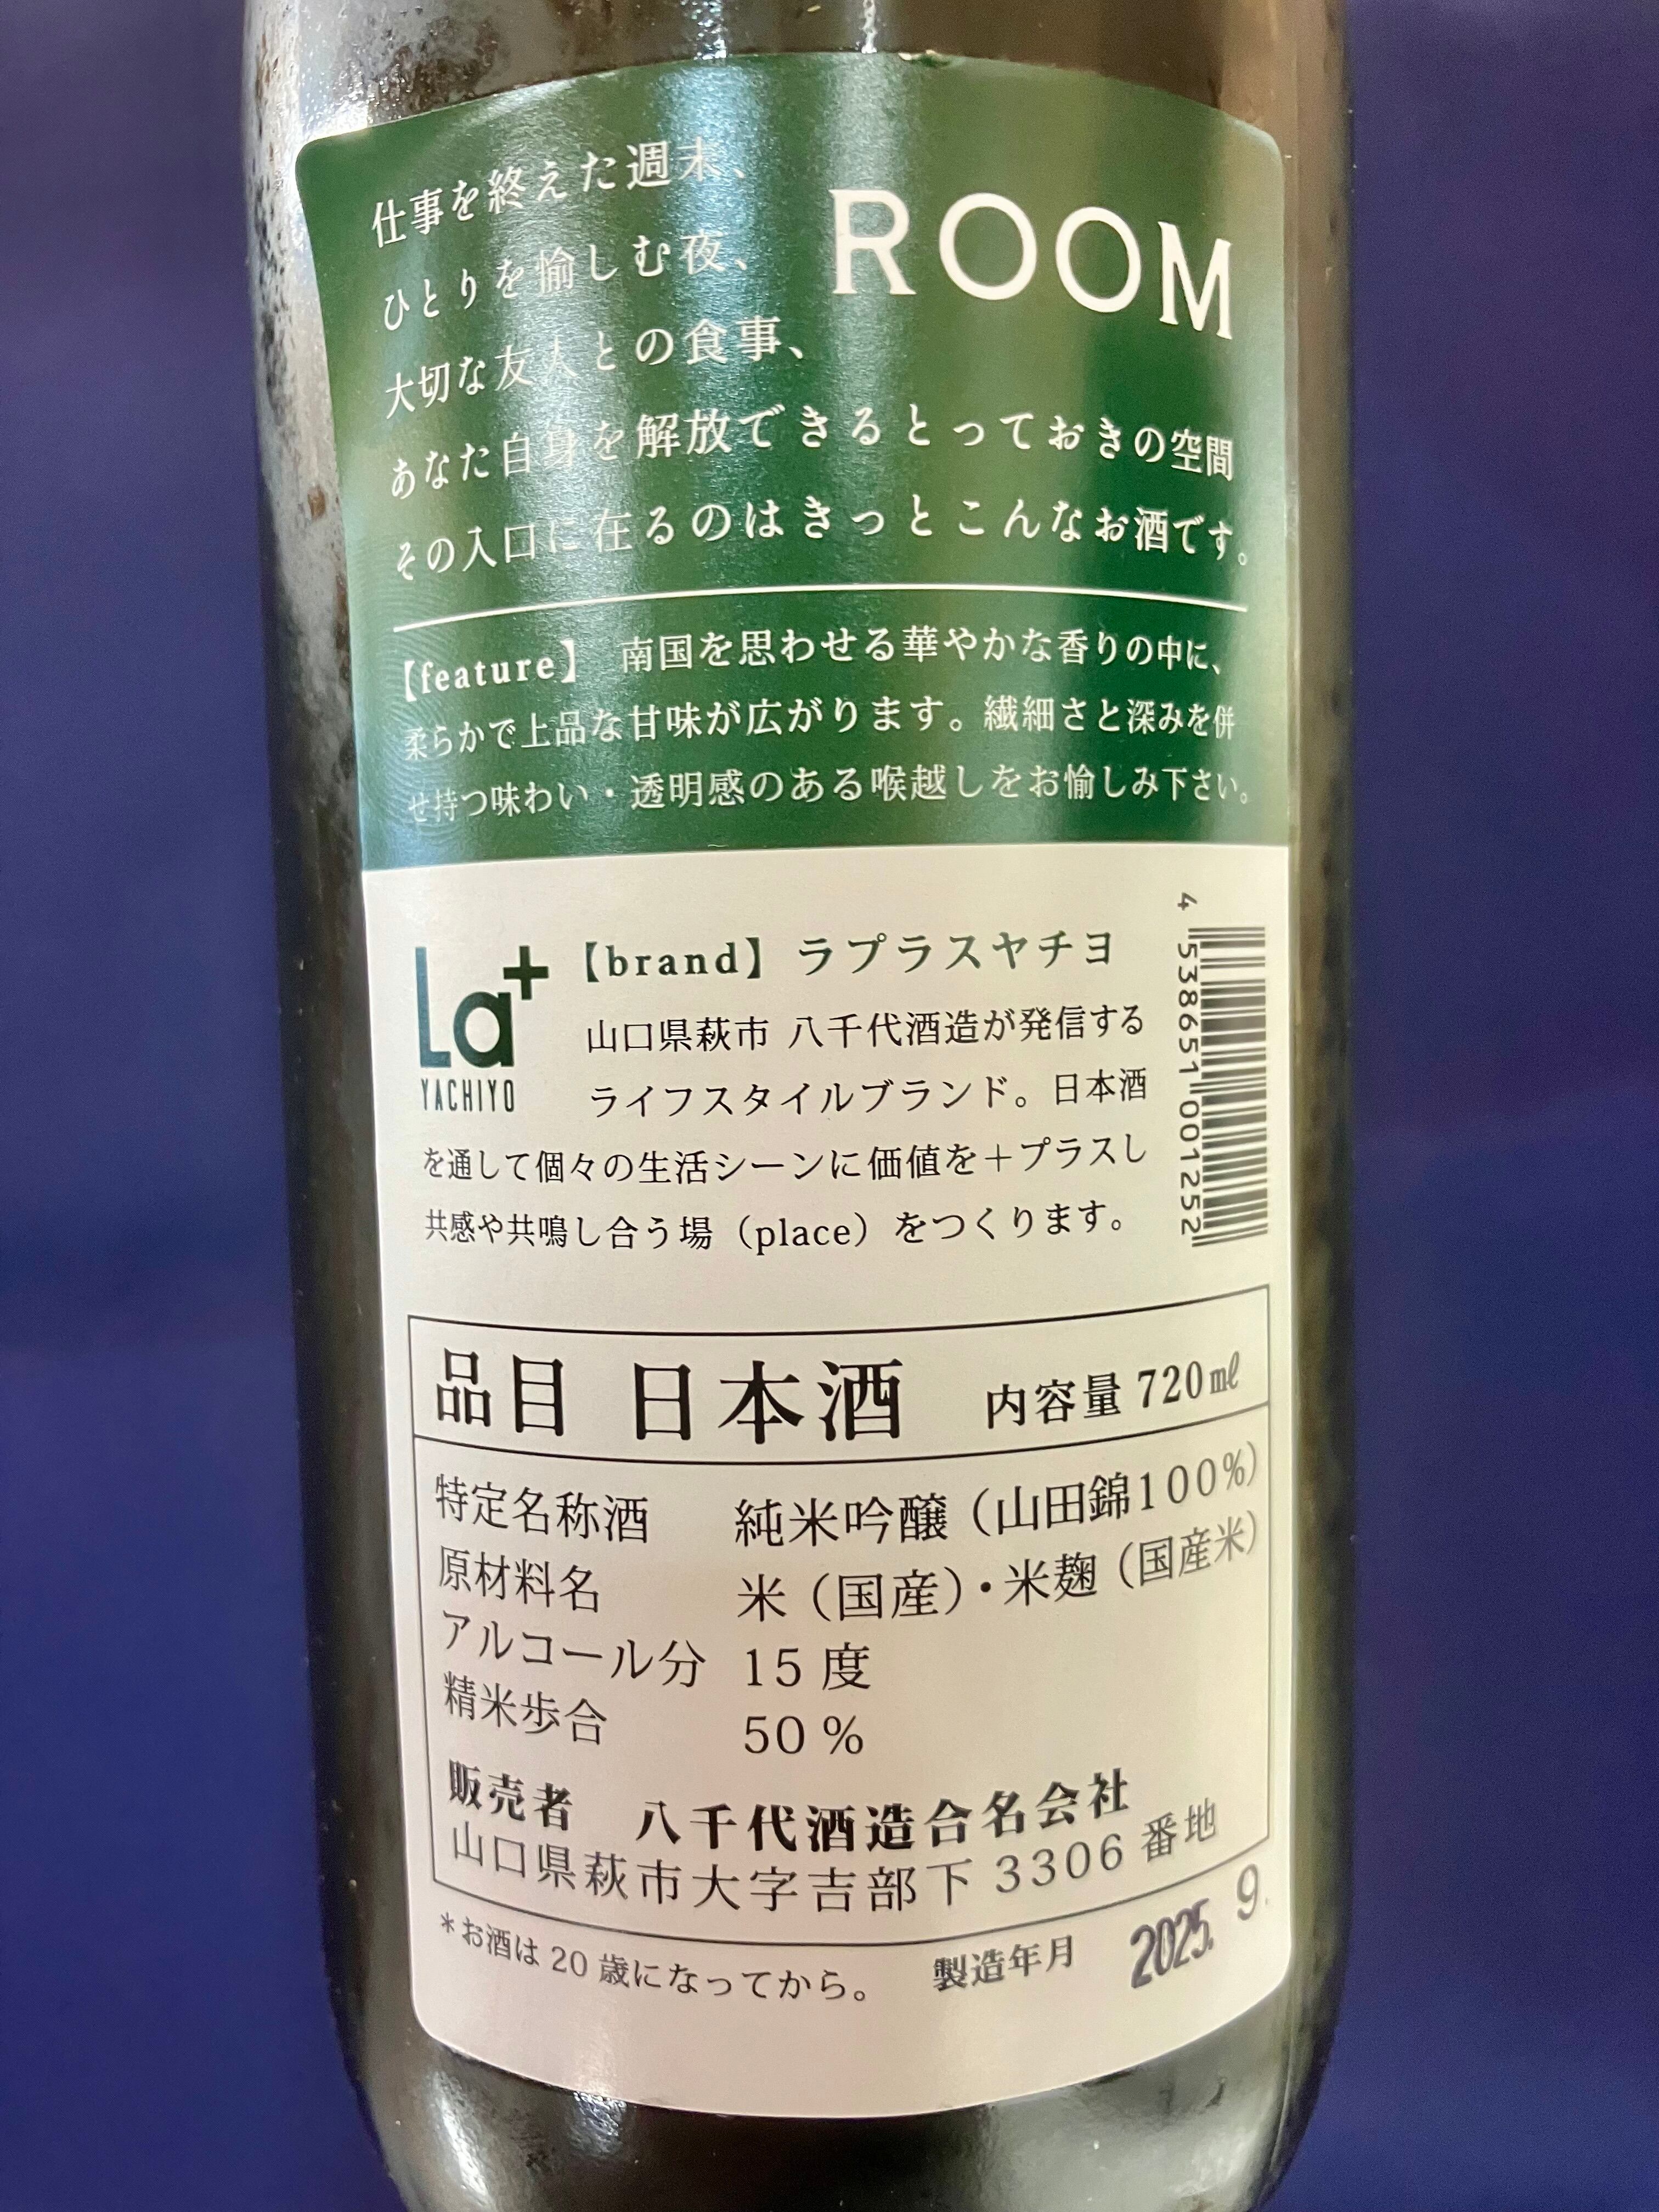 仕事を終えた週末、
ひとりを愉しむ夜、
ROOM
大切な友人との食事、
あなた自身を解放できるとっておきの空間
その入口に在るのはきっとこんなお酒です。
【feature】 南国を思わせる華やかな香りの中に、
柔らかで上品な甘味が広がります。繊細さと深みを併
せ持つ味わい・透明感のある喉越しをお愉しみ下さい。
La+
YACHIYO
【brand】ラプラスヤチヨ
山口県萩市 八千代酒造が発信する
ライフスタイルブランド。日本酒
を通して個々の生活シーンに価値を＋プラスし
共感や共鳴し合う場（place）をつくります。
4 538651 001252
品目 日本酒 内容量 720㎖
特定名称酒 純米吟醸（山田錦100%）
原材料名 米（国産）・米麹（国産米）
アルコール分 15 度
精米歩合 50 %
販売者 八千代酒造合名会社
山口県萩市大字吉部下 3306 番地
＊お酒は 20 歳になってから。 製造年月 2025. 9.